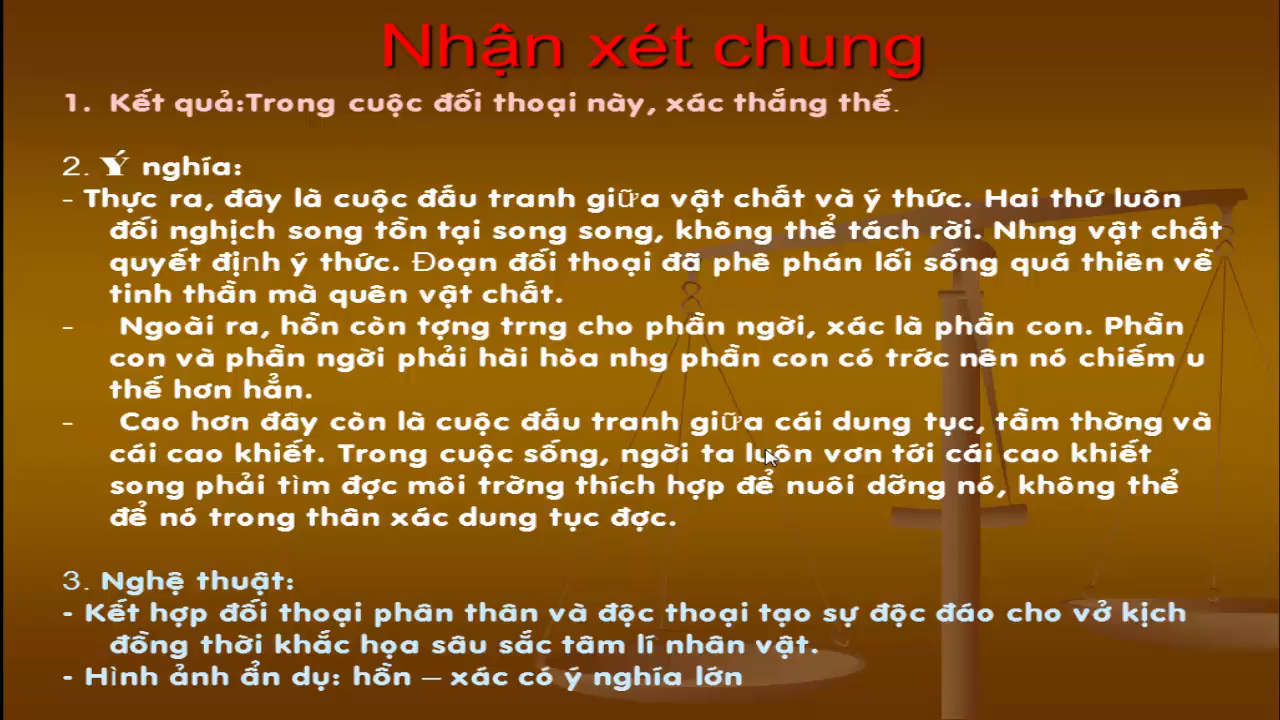 Nhận xét chung
1. Kết quả:Trong cuộc đối thoại này, xác thắng thế.
2. Ý nghĩa:
- Thực ra, đây là cuộc đấu tranh giữa vật chất và ý thức. Hai thứ luôn
đối nghịch song tồn tại song song, không thể tách rời. Nhng vật chất
quyết định ý thức. Đoạn đối thoại đã phê phán lối sống quá thiên về
tinh thần mà quên vật chất.
- Ngoài ra, hồn còn tợng trng cho phần ngời, xác là phần con. Phần
con và phần ngời phải hài hòa nhg phần con có trớc nên nó chiếm u
thế hơn hẳn.
- Cao hơn đây còn là cuộc đấu tranh giữa cái dung tục, tầm thờng và
cái cao khiết. Trong cuộc sống, ngời ta luôn vơn tới cái cao khiết
song phải tìm đợc môi trờng thích hợp để nuôi dỡng nó, không thể
để nó trong thân xác dung tục đợc.
3. Nghệ thuật:
- Kết hợp đối thoại phân thân và độc thoại tạo sự độc đáo cho vở kịch
đồng thời khắc họa sâu sắc tâm lí nhân vật.
- Hình ảnh ẩn dụ: hồn – xác có ý nghĩa lớn